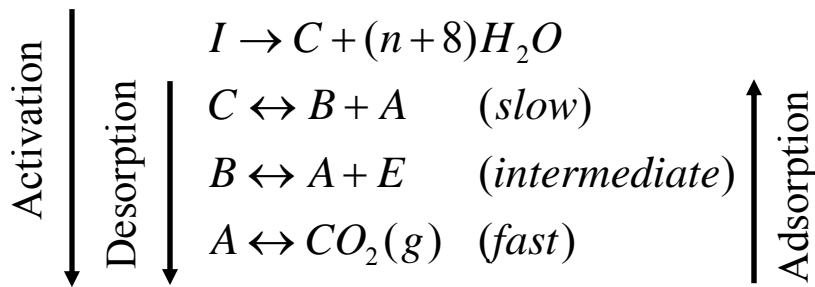 Activation
Desorption
I → C + (n + 8)H₂O
C ↔ B + A (slow)
B ↔ A + E (intermediate)
A ↔ CO₂(g) (fast)
Adsorption